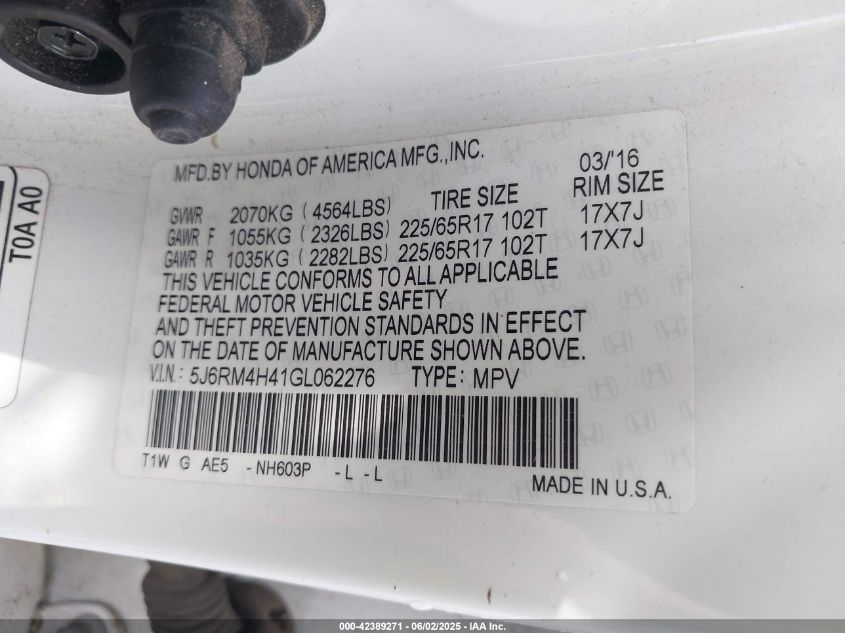 MFD.BY HONDA OF AMERICA MFG.,INC. 03/'16
TIRE SIZE RIM SIZE
GVWR 2070KG (4564LBS)
GAWR F 1055KG (2326LBS) 225/65R17 102T 17X7J
GAWR R 1035KG (2282LBS) 225/65R17 102T 17X7J
THIS VEHICLE CONFORMS TO ALL APPLICABLE
FEDERAL MOTOR VEHICLE SAFETY
AND THEFT PREVENTION STANDARDS IN EFFECT
ON THE DATE OF MANUFACTURE SHOWN ABOVE.
V.I.N.: 5J6RM4H41GL062276 TYPE: MPV
T1W G AE5 -NH603P -L -L
MADE IN U.S.A.
T0A A0
000-42389271 - 06/02/2025 - IAA Inc.